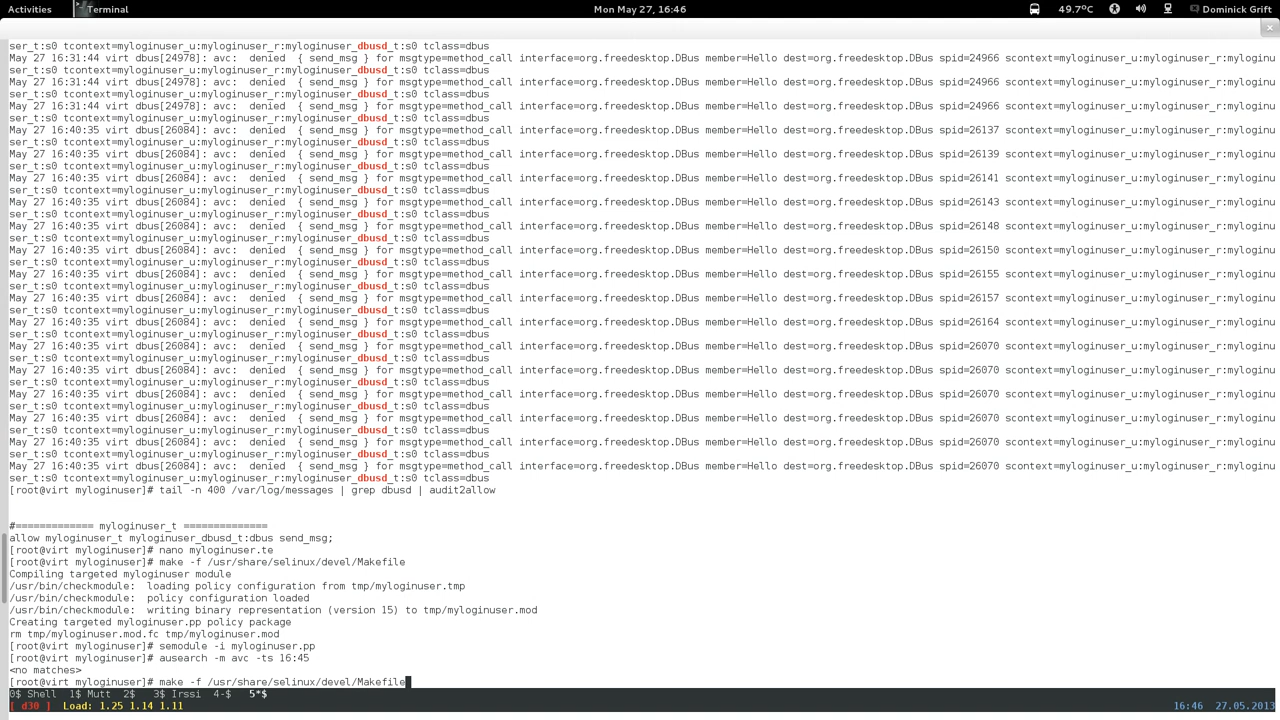 Activities Terminal Mon May 27, 16:46 49.7°C Dominick Grift
ser_t:s0 tcontext=myloginuser_u:myloginuser_r:myloginuser_dbusd_t:s0 tclass=dbus
May 27 16:31:44 virt dbus[24978]: avc:  denied  { send_msg } for msgtype=method_call interface=org.freedesktop.DBus member=Hello dest=org.freedesktop.DBus spid=24966 scontext=myloginuser_u:myloginuser_r:myloginu
ser_t:s0 tcontext=myloginuser_u:myloginuser_r:myloginuser_dbusd_t:s0 tclass=dbus
May 27 16:31:44 virt dbus[24978]: avc:  denied  { send_msg } for msgtype=method_call interface=org.freedesktop.DBus member=Hello dest=org.freedesktop.DBus spid=24966 scontext=myloginuser_u:myloginuser_r:myloginu
ser_t:s0 tcontext=myloginuser_u:myloginuser_r:myloginuser_dbusd_t:s0 tclass=dbus
May 27 16:31:44 virt dbus[24978]: avc:  denied  { send_msg } for msgtype=method_call interface=org.freedesktop.DBus member=Hello dest=org.freedesktop.DBus spid=24966 scontext=myloginuser_u:myloginuser_r:myloginu
ser_t:s0 tcontext=myloginuser_u:myloginuser_r:myloginuser_dbusd_t:s0 tclass=dbus
May 27 16:40:35 virt dbus[26084]: avc:  denied  { send_msg } for msgtype=method_call interface=org.freedesktop.DBus member=Hello dest=org.freedesktop.DBus spid=26137 scontext=myloginuser_u:myloginuser_r:myloginu
ser_t:s0 tcontext=myloginuser_u:myloginuser_r:myloginuser_dbusd_t:s0 tclass=dbus
May 27 16:40:35 virt dbus[26084]: avc:  denied  { send_msg } for msgtype=method_call interface=org.freedesktop.DBus member=Hello dest=org.freedesktop.DBus spid=26139 scontext=myloginuser_u:myloginuser_r:myloginu
ser_t:s0 tcontext=myloginuser_u:myloginuser_r:myloginuser_dbusd_t:s0 tclass=dbus
May 27 16:40:35 virt dbus[26084]: avc:  denied  { send_msg } for msgtype=method_call interface=org.freedesktop.DBus member=Hello dest=org.freedesktop.DBus spid=26141 scontext=myloginuser_u:myloginuser_r:myloginu
ser_t:s0 tcontext=myloginuser_u:myloginuser_r:myloginuser_dbusd_t:s0 tclass=dbus
May 27 16:40:35 virt dbus[26084]: avc:  denied  { send_msg } for msgtype=method_call interface=org.freedesktop.DBus member=Hello dest=org.freedesktop.DBus spid=26143 scontext=myloginuser_u:myloginuser_r:myloginu
ser_t:s0 tcontext=myloginuser_u:myloginuser_r:myloginuser_dbusd_t:s0 tclass=dbus
May 27 16:40:35 virt dbus[26084]: avc:  denied  { send_msg } for msgtype=method_call interface=org.freedesktop.DBus member=Hello dest=org.freedesktop.DBus spid=26148 scontext=myloginuser_u:myloginuser_r:myloginu
ser_t:s0 tcontext=myloginuser_u:myloginuser_r:myloginuser_dbusd_t:s0 tclass=dbus
May 27 16:40:35 virt dbus[26084]: avc:  denied  { send_msg } for msgtype=method_call interface=org.freedesktop.DBus member=Hello dest=org.freedesktop.DBus spid=26150 scontext=myloginuser_u:myloginuser_r:myloginu
ser_t:s0 tcontext=myloginuser_u:myloginuser_r:myloginuser_dbusd_t:s0 tclass=dbus
May 27 16:40:35 virt dbus[26084]: avc:  denied  { send_msg } for msgtype=method_call interface=org.freedesktop.DBus member=Hello dest=org.freedesktop.DBus spid=26155 scontext=myloginuser_u:myloginuser_r:myloginu
ser_t:s0 tcontext=myloginuser_u:myloginuser_r:myloginuser_dbusd_t:s0 tclass=dbus
May 27 16:40:35 virt dbus[26084]: avc:  denied  { send_msg } for msgtype=method_call interface=org.freedesktop.DBus member=Hello dest=org.freedesktop.DBus spid=26157 scontext=myloginuser_u:myloginuser_r:myloginu
ser_t:s0 tcontext=myloginuser_u:myloginuser_r:myloginuser_dbusd_t:s0 tclass=dbus
May 27 16:40:35 virt dbus[26084]: avc:  denied  { send_msg } for msgtype=method_call interface=org.freedesktop.DBus member=Hello dest=org.freedesktop.DBus spid=26164 scontext=myloginuser_u:myloginuser_r:myloginu
ser_t:s0 tcontext=myloginuser_u:myloginuser_r:myloginuser_dbusd_t:s0 tclass=dbus
May 27 16:40:35 virt dbus[26084]: avc:  denied  { send_msg } for msgtype=method_call interface=org.freedesktop.DBus member=Hello dest=org.freedesktop.DBus spid=26070 scontext=myloginuser_u:myloginuser_r:myloginu
ser_t:s0 tcontext=myloginuser_u:myloginuser_r:myloginuser_dbusd_t:s0 tclass=dbus
May 27 16:40:35 virt dbus[26084]: avc:  denied  { send_msg } for msgtype=method_call interface=org.freedesktop.DBus member=Hello dest=org.freedesktop.DBus spid=26070 scontext=myloginuser_u:myloginuser_r:myloginu
ser_t:s0 tcontext=myloginuser_u:myloginuser_r:myloginuser_dbusd_t:s0 tclass=dbus
May 27 16:40:35 virt dbus[26084]: avc:  denied  { send_msg } for msgtype=method_call interface=org.freedesktop.DBus member=Hello dest=org.freedesktop.DBus spid=26070 scontext=myloginuser_u:myloginuser_r:myloginu
ser_t:s0 tcontext=myloginuser_u:myloginuser_r:myloginuser_dbusd_t:s0 tclass=dbus
May 27 16:40:35 virt dbus[26084]: avc:  denied  { send_msg } for msgtype=method_call interface=org.freedesktop.DBus member=Hello dest=org.freedesktop.DBus spid=26070 scontext=myloginuser_u:myloginuser_r:myloginu
ser_t:s0 tcontext=myloginuser_u:myloginuser_r:myloginuser_dbusd_t:s0 tclass=dbus
May 27 16:40:35 virt dbus[26084]: avc:  denied  { send_msg } for msgtype=method_call interface=org.freedesktop.DBus member=Hello dest=org.freedesktop.DBus spid=26070 scontext=myloginuser_u:myloginuser_r:myloginu
ser_t:s0 tcontext=myloginuser_u:myloginuser_r:myloginuser_dbusd_t:s0 tclass=dbus
May 27 16:40:35 virt dbus[26084]: avc:  denied  { send_msg } for msgtype=method_call interface=org.freedesktop.DBus member=Hello dest=org.freedesktop.DBus spid=26070 scontext=myloginuser_u:myloginuser_r:myloginu
ser_t:s0 tcontext=myloginuser_u:myloginuser_r:myloginuser_dbusd_t:s0 tclass=dbus
[root@virt myloginuser]# tail -n 400 /var/log/messages | grep dbusd | audit2allow
#============= myloginuser_t ==============
allow myloginuser_t myloginuser_dbusd_t:dbus send_msg;
[root@virt myloginuser]# nano myloginuser.te
[root@virt myloginuser]# make -f /usr/share/selinux/devel/Makefile
Compiling targeted myloginuser module
/usr/bin/checkmodule:  loading policy configuration from tmp/myloginuser.tmp
/usr/bin/checkmodule:  policy configuration loaded
/usr/bin/checkmodule:  writing binary representation (version 15) to tmp/myloginuser.mod
Creating targeted myloginuser.pp policy package
rm tmp/myloginuser.mod.fc tmp/myloginuser.mod
[root@virt myloginuser]# semodule -i myloginuser.pp
[root@virt myloginuser]# ausearch -m avc -ts 16:45
<no matches>
[root@virt myloginuser]# make -f /usr/share/selinux/devel/Makefile
0$ Shell  1$ Mutt  2$   3$ Irssi  4-$   5*$
[ d30 ]  Load: 1.25 1.14 1.11 16:46  27.05.2013